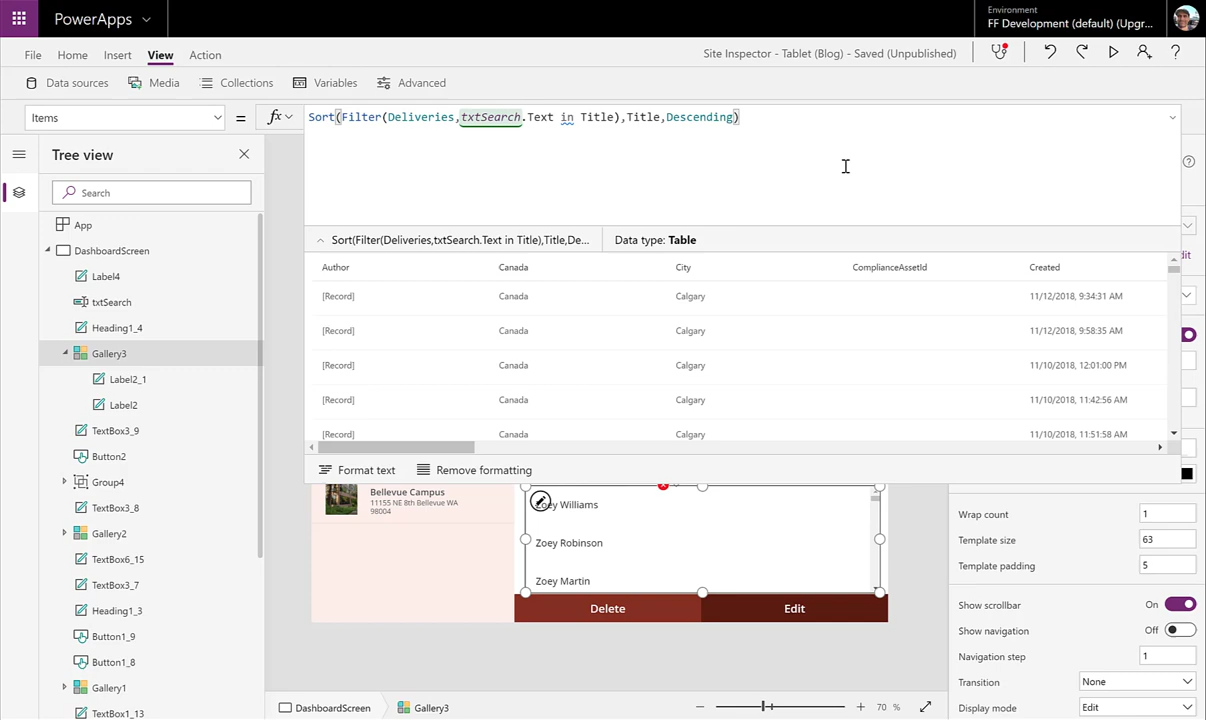 PowerApps
Environment
FF Development (default) (Upgr...
File Home Insert View Action
Site Inspector - Tablet (Blog) - Saved (Unpublished)
Data sources Media Collections Variables Advanced
Items = fx Sort(Filter(Deliveries,txtSearch.Text in Title),Title,Descending)
Tree view
Search
App
DashboardScreen
Label4
txtSearch
Heading1_4
Gallery3
Label2_1
Label2
TextBox3_9
Button2
Group4
TextBox3_8
Gallery2
TextBox6_15
TextBox3_7
Heading1_3
Button1_9
Button1_8
Gallery1
TextBox1_13
Sort(Filter(Deliveries,txtSearch.Text in Title),Title,De... Data type: Table
Author Canada City ComplianceAssetId Created
[Record] Canada Calgary 11/12/2018, 9:34:31 AM
[Record] Canada Calgary 11/12/2018, 9:58:35 AM
[Record] Canada Calgary 11/10/2018, 12:01:00 PM
[Record] Canada Calgary 11/10/2018, 11:42:56 AM
[Record] Canada Calgary 11/10/2018, 11:51:58 AM
Format text Remove formatting
dit
Bellevue Campus
11155 NE 8th Bellevue WA
98004
Zoey Williams
Zoey Robinson
Zoey Martin
Delete Edit
Wrap count 1
Template size 63
Template padding 5
Show scrollbar On
Show navigation Off
Navigation step 1
Transition None
Display mode Edit
DashboardScreen Gallery3
70 %